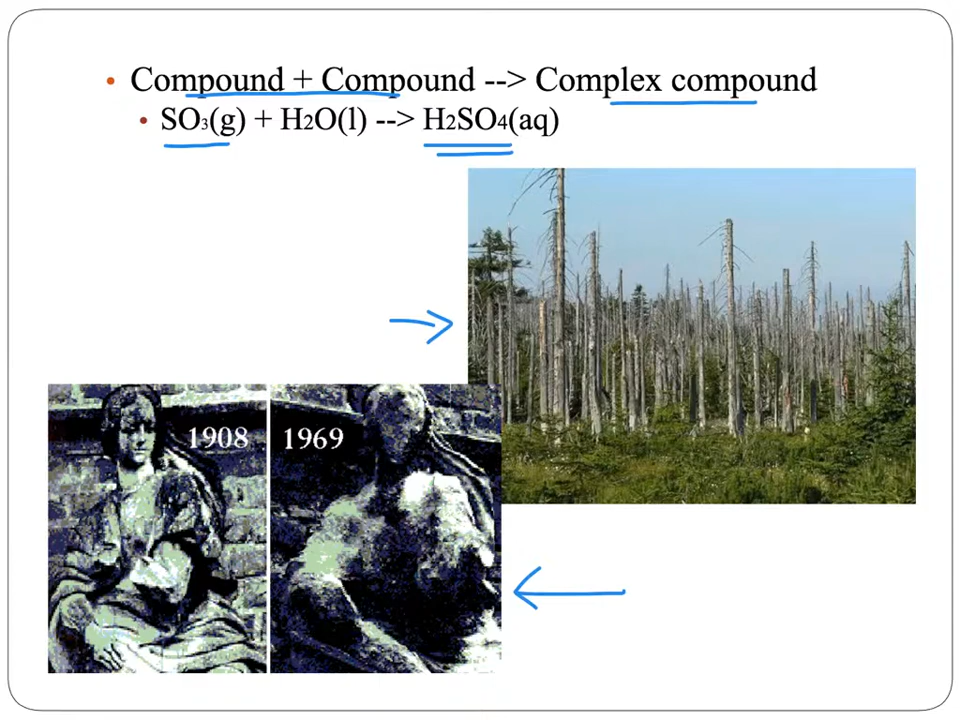 • Compound + Compound --> Complex compound
• SO₃(g) + H2O(l) --> H2SO4(aq)
1908
1969